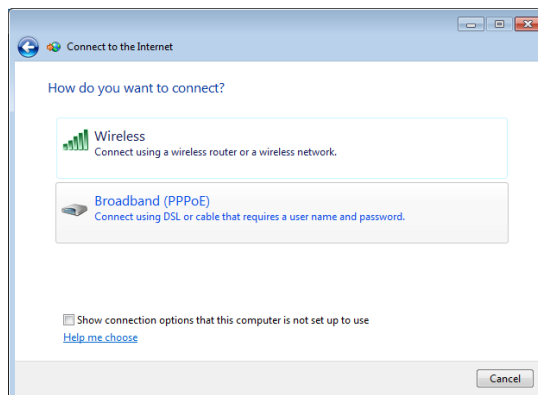 Connect to the Internet
How do you want to connect?
Wireless
Connect using a wireless router or a wireless network.
Broadband (PPPoE)
Connect using DSL or cable that requires a user name and password.
Show connection options that this computer is not set up to use
Help me choose
Cancel